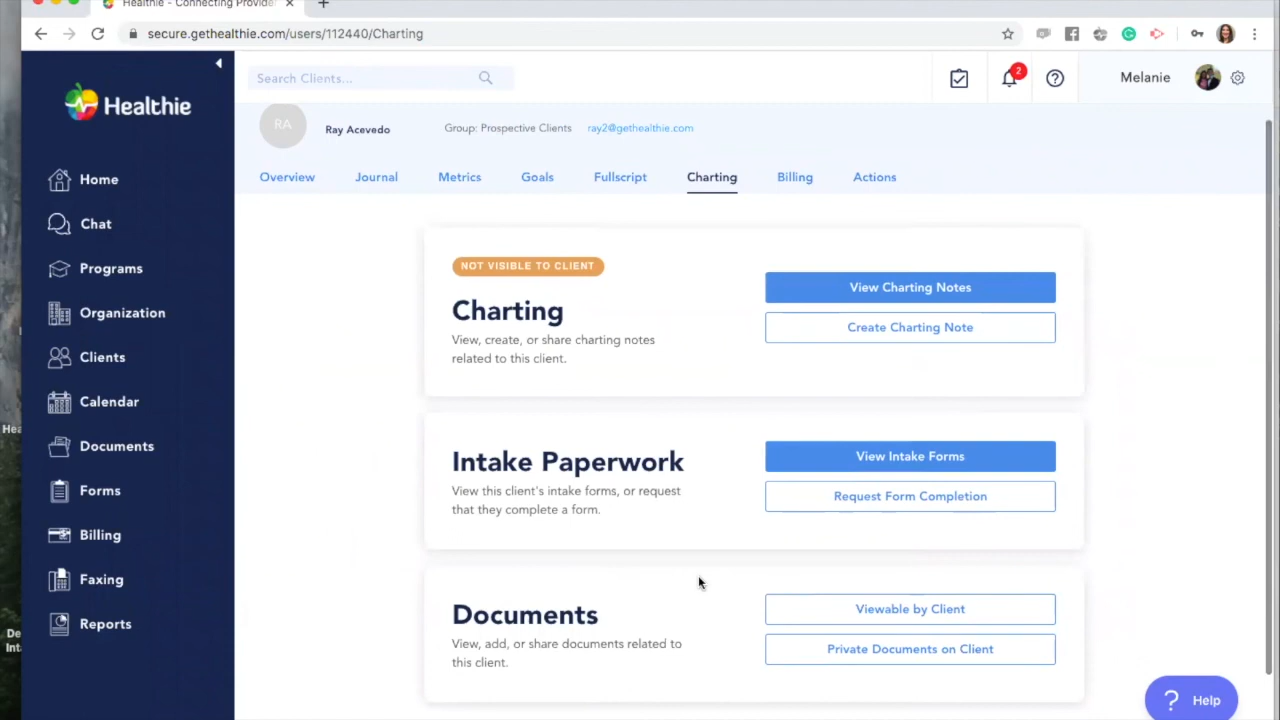 Healthie - Connecting Provider
secure.gethealthie.com/users/112440/Charting
Healthie
Search Clients...
2
Melanie
RA
Ray Acevedo
Group: Prospective Clients
ray2@gethealthie.com
Home
Chat
Programs
Organization
Clients
Calendar
Documents
Forms
Billing
Faxing
Reports
Overview
Journal
Metrics
Goals
Fullscript
Charting
Billing
Actions
NOT VISIBLE TO CLIENT
Charting
View, create, or share charting notes
related to this client.
View Charting Notes
Create Charting Note
Intake Paperwork
View this client's intake forms, or request
that they complete a form.
View Intake Forms
Request Form Completion
Documents
View, add, or share documents related to
this client.
Viewable by Client
Private Documents on Client
? Help
Hea
De
Int